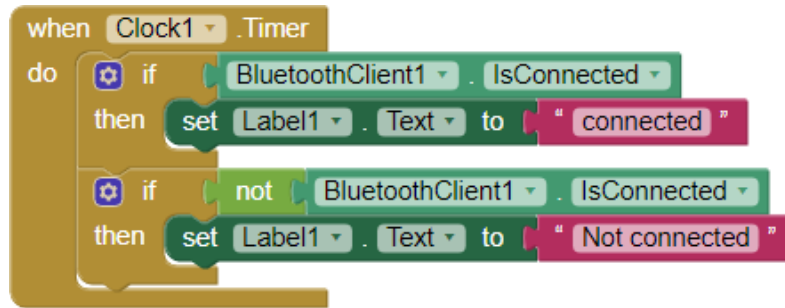 when Clock1 .Timer
do if BluetoothClient1 . IsConnected
then set Label1 . Text to " connected "
if not BluetoothClient1 . IsConnected
then set Label1 . Text to " Not connected "